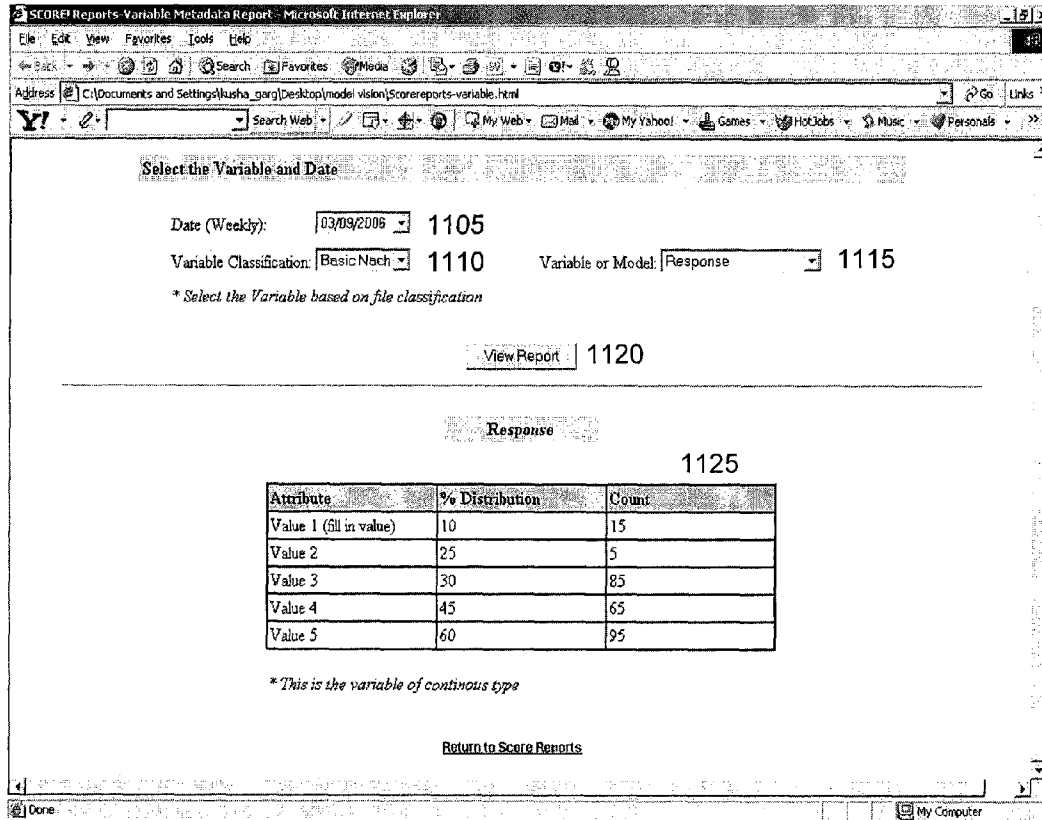 SCORE! Reports-Variable Metadata Report - Microsoft Internet Explorer
File Edit View Favorites Tools Help
Back Search Favorites Media
Address C:\Documents and Settings\kusha_garg\Desktop\model vision\Scorereports-variable.html Go Links »
Y! Search Web My Web Mail My Yahoo! Games HotJobs Music Personals »
Select the Variable and Date
Date (Weekly): 03/09/2006 1105
Variable Classification: Basic Nach 1110 Variable or Model: Response 1115
* Select the Variable based on file classification
View Report 1120
Response
1125
Attribute % Distribution Count
Value 1 (fill in value) 10 15
Value 2 25 5
Value 3 30 85
Value 4 45 65
Value 5 60 95
* This is the variable of continous type
Return to Score Reports
Done My Computer